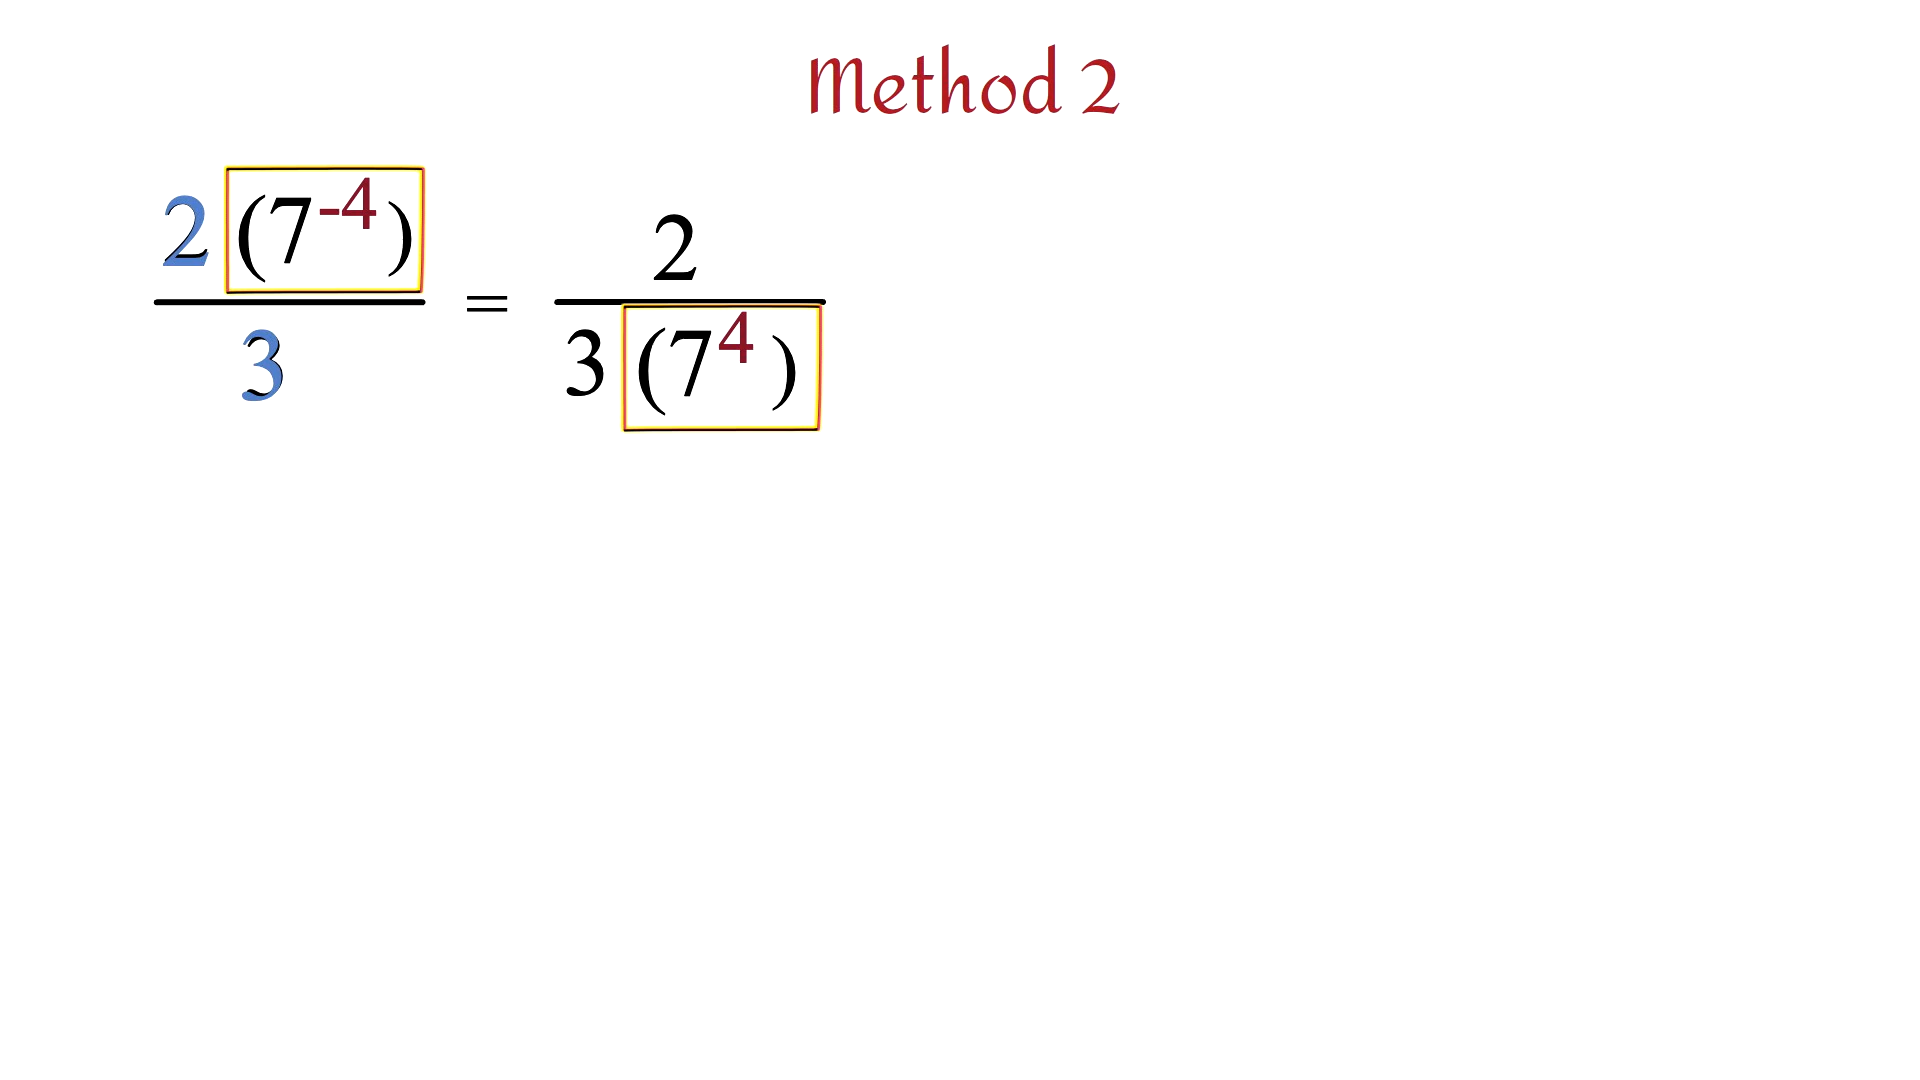 Method 2
2 (7^-4) / 3 = 2 / 3 (7^4)